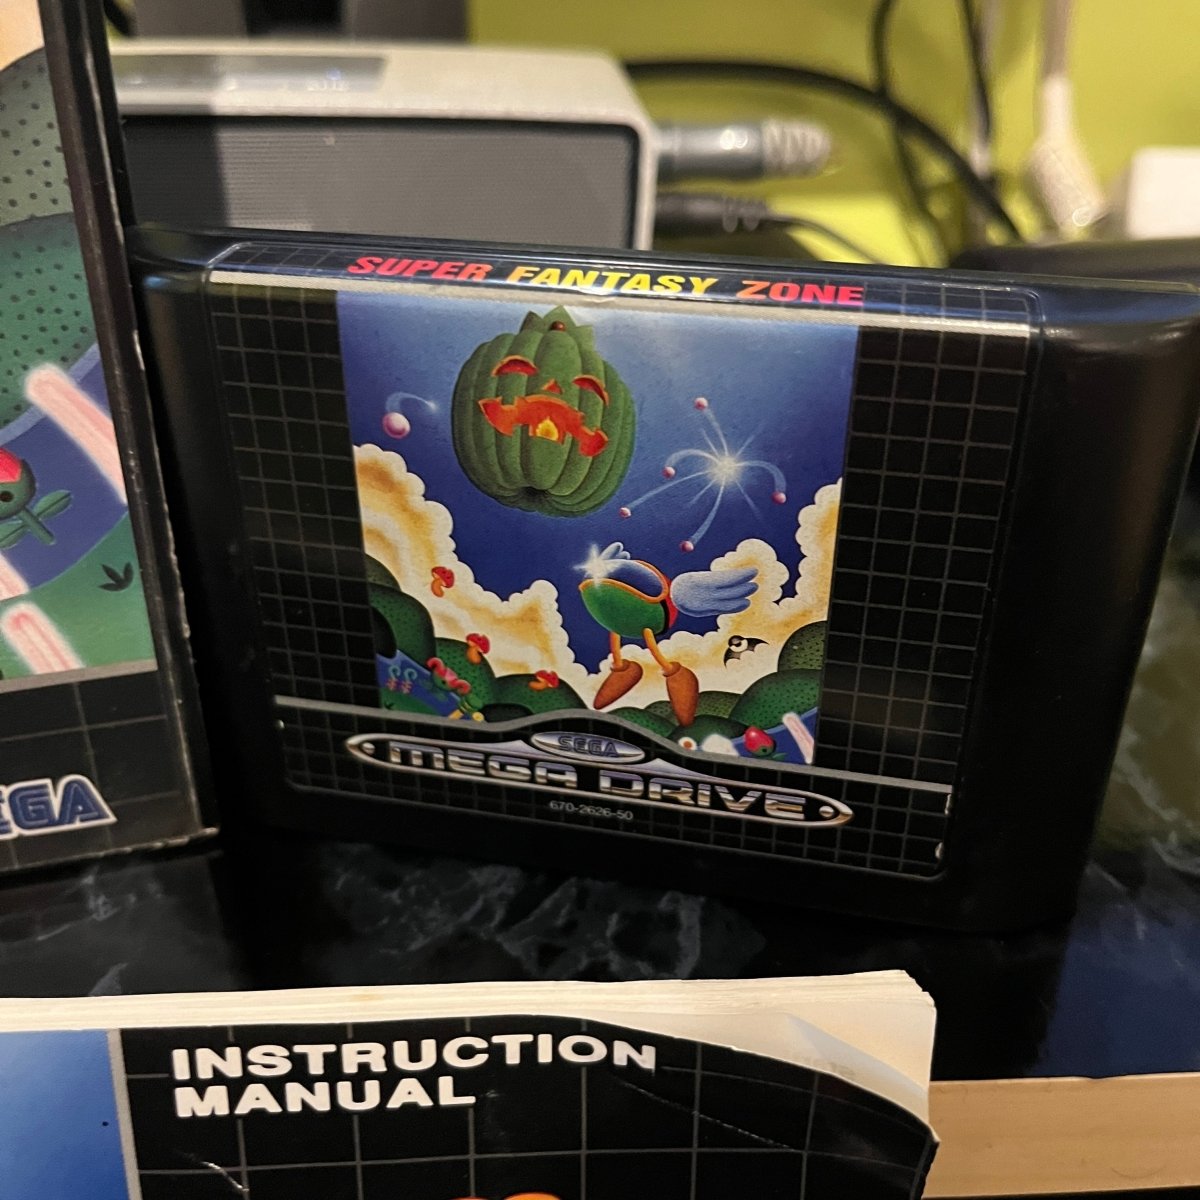 SUPER FANTASY ZONE
SEGA
MEGA DRIVE
670-2626-50
EGA
INSTRUCTION
MANUAL